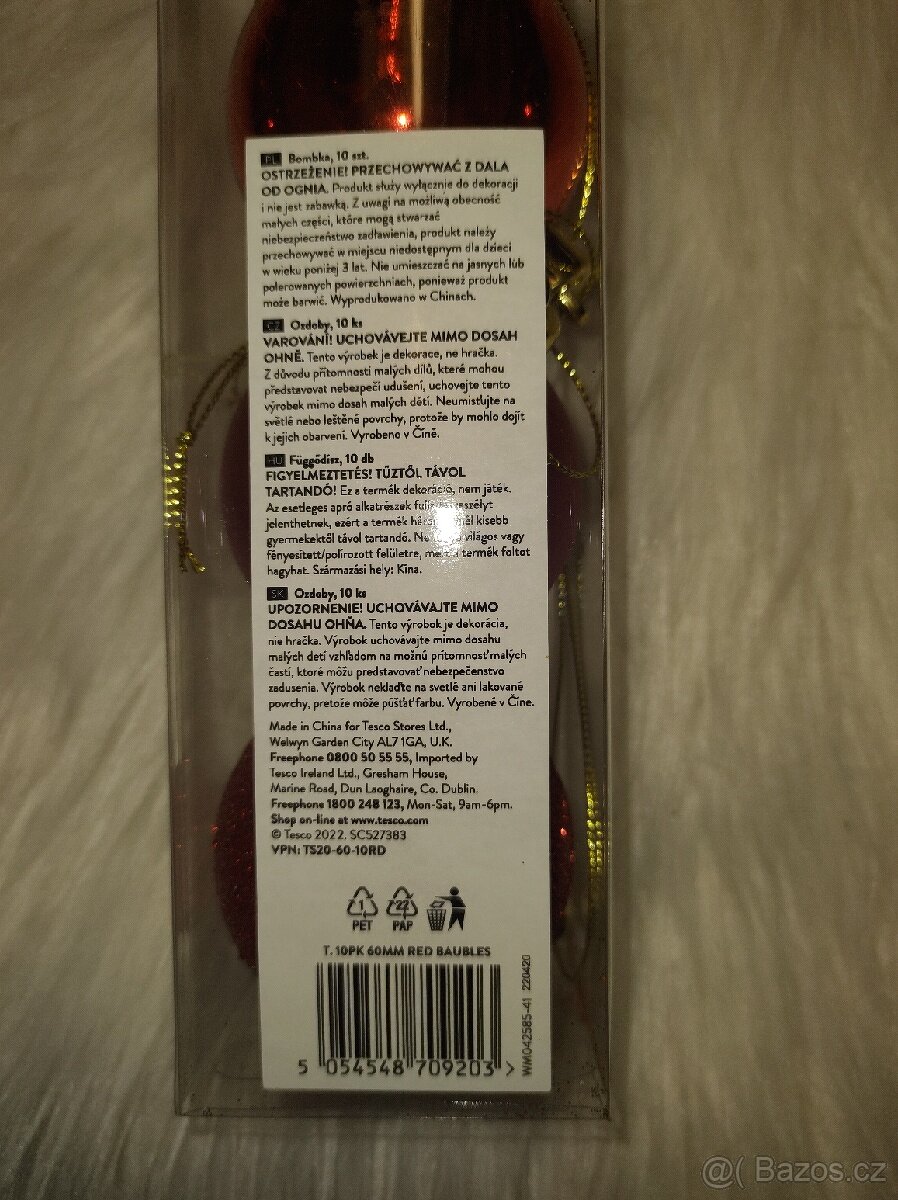 PL Bombka, 10 szt.
OSTRZEŻENIE! PRZECHOWYWAĆ Z DALA
OD OGNIA. Produkt służy wyłącznie do dekoracji
i nie jest zabawką. Z uwagi na możliwą obecność
małych części, które mogą stwarzać
niebezpieczeństwo zadławienia, produkt należy
przechowywać w miejscu niedostępnym dla dzieci
w wieku poniżej 3 lat. Nie umieszczać na jasnych lub
polerowanych powierzchniach, ponieważ produkt
może barwić. Wyprodukowano w Chinach.
CZ Ozdoby, 10 ks
VAROVÁNÍ! UCHOVÁVEJTE MIMO DOSAH
OHNĚ. Tento výrobek je dekorace, ne hračka.
Z důvodu přítomnosti malých dílů, které mohou
představovat nebezpečí udušení, uchovejte tento
výrobek mimo dosah malých dětí. Neumisťujte na
světlé nebo leštěné povrchy, protože by mohlo dojít
k jejich obarvení. Vyrobeno v Číně.
HU Függődísz, 10 db
FIGYELMEZTETÉS! TŰZTŐL TÁVOL
TARTANDÓ! Ez a termék dekoráció, nem játék.
Az esetleges apró alkatrészek
jelenthetnek, ezért a termék kisebb
gyermekektől távol tartandó. világos vagy
fényesített/polírozott felületre, termék foltot
hagyhat. Származási hely: Kína.
SK Ozdoby, 10 ks
UPOZORNENIE! UCHOVÁVAJTE MIMO
DOSAHU OHŇA. Tento výrobok je dekorácia,
nie hračka. Výrobok uchovávajte mimo dosahu
malých detí vzhľadom na možnú prítomnosť malých
častí, ktoré môžu predstavovať nebezpečenstvo
zadusenia. Výrobok neklaďte na svetlé ani lakované
povrchy, pretože môže púšťať farbu. Vyrobené v Číne.
Made in China for Tesco Stores Ltd.,
Welwyn Garden City AL7 1GA, U.K.
Freephone 0800 50 55 55, Imported by
Tesco Ireland Ltd., Gresham House,
Marine Road, Dun Laoghaire, Co. Dublin.
Freephone 1800 248 123, Mon-Sat, 9am-6pm.
Shop on-line at www.tesco.com
© Tesco 2022. SC527383
VPN: TS20-60-10RD
1 22
PET PAP
T. 10PK 60MM RED BAUBLES
5 054548 709203 >
WM042585-41 220420
@( Bazos.cz